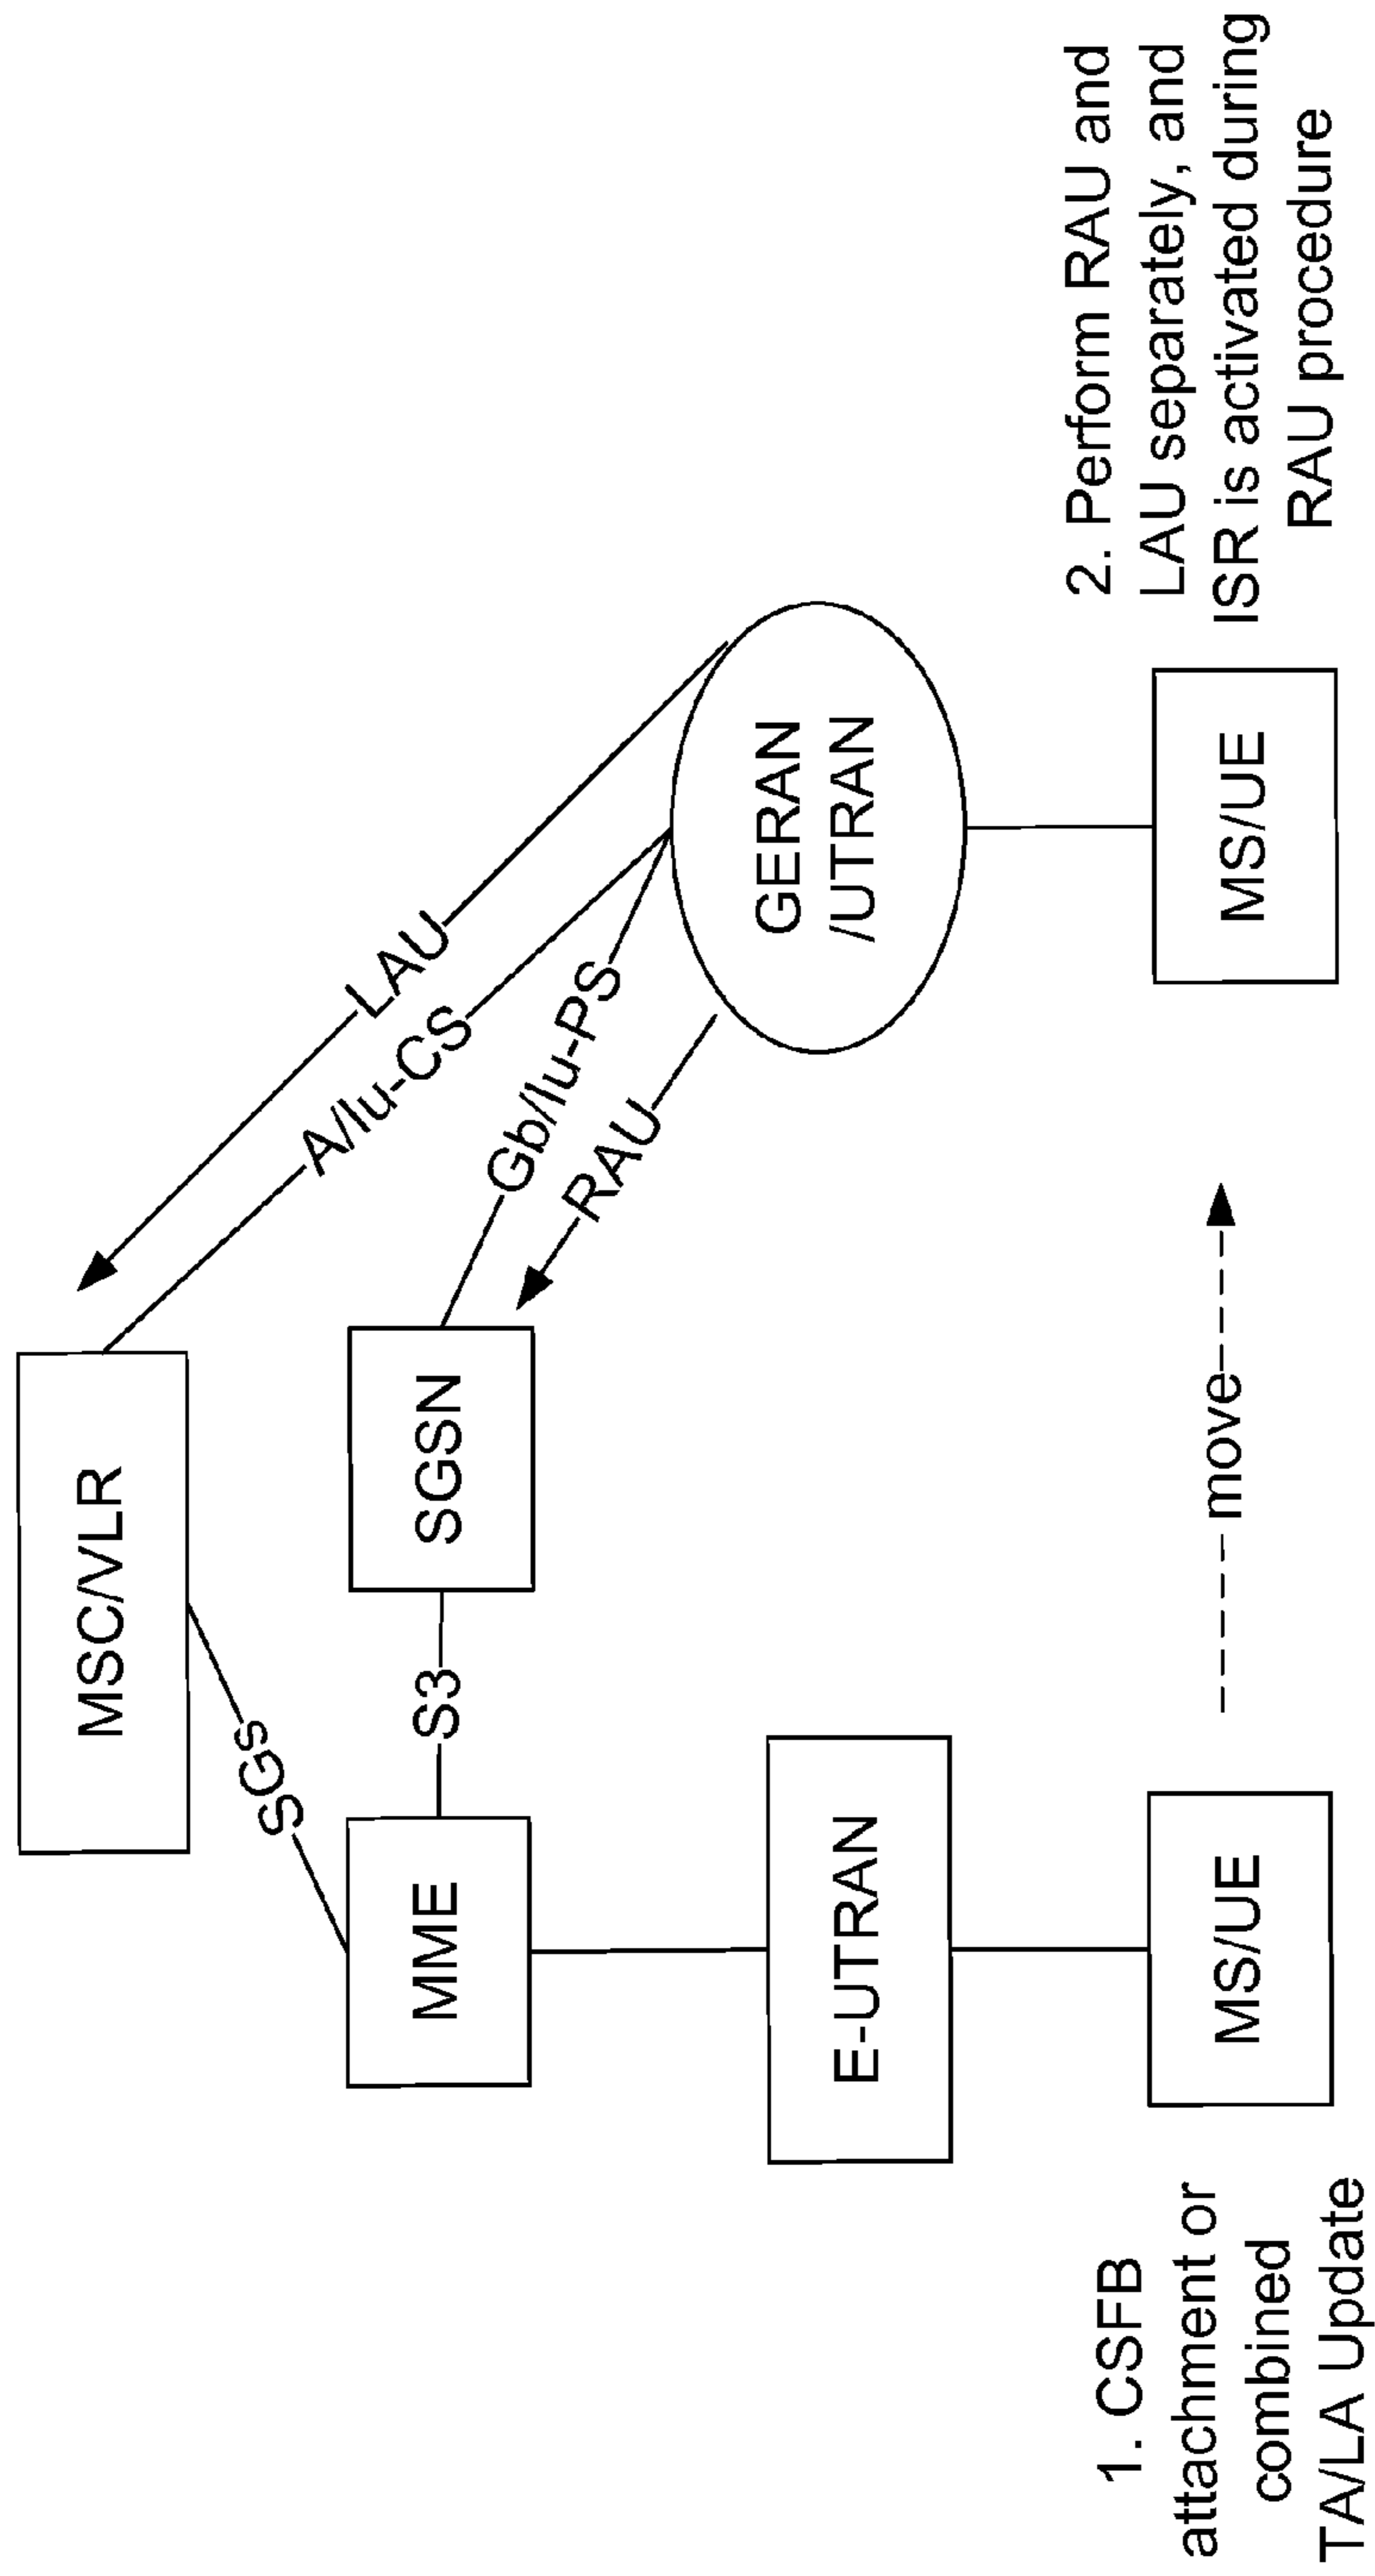 MSC/VLR
SGs
LAU
A/Iu-CS
MME
S3
SGSN
Gb/Iu-PS
RAU
E-UTRAN
GERAN
/UTRAN
1. CSFB
attachment or
combined
TA/LA Update
MS/UE
move
MS/UE
2. Perform RAU and
LAU separately, and
ISR is activated during
RAU procedure